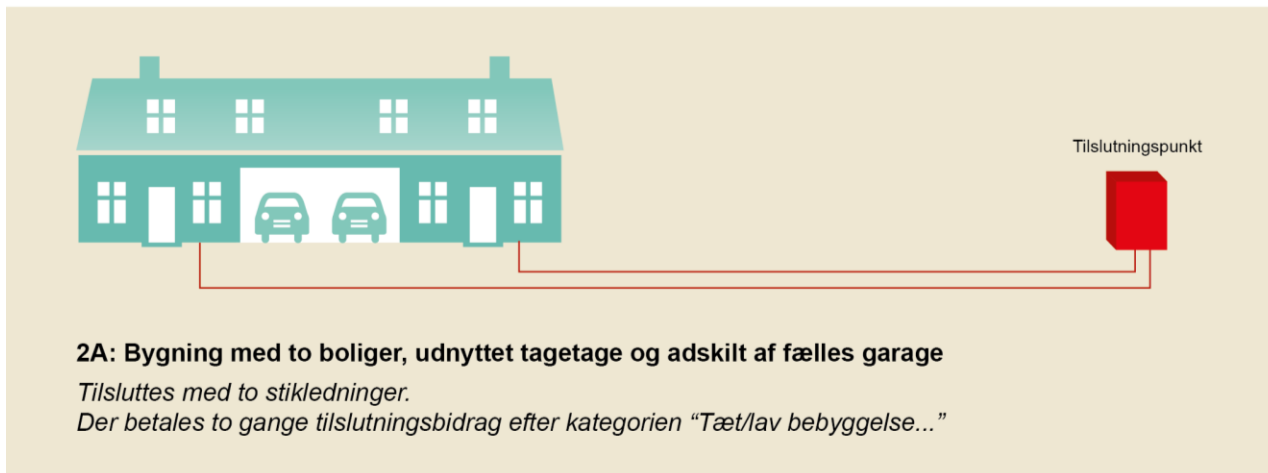 Tilslutningspunkt
2A: Bygning med to boliger, udnyttet tagetage og adskilt af fælles garage
Tilsluttes med to stikledninger.
Der betales to gange tilslutningsbidrag efter kategorien “Tæt/lav bebyggelse...”